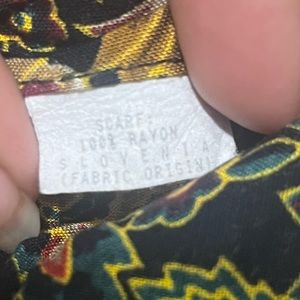 SCARF:
100% RAYON
SLOVENIA
(FABRIC ORIGIN)